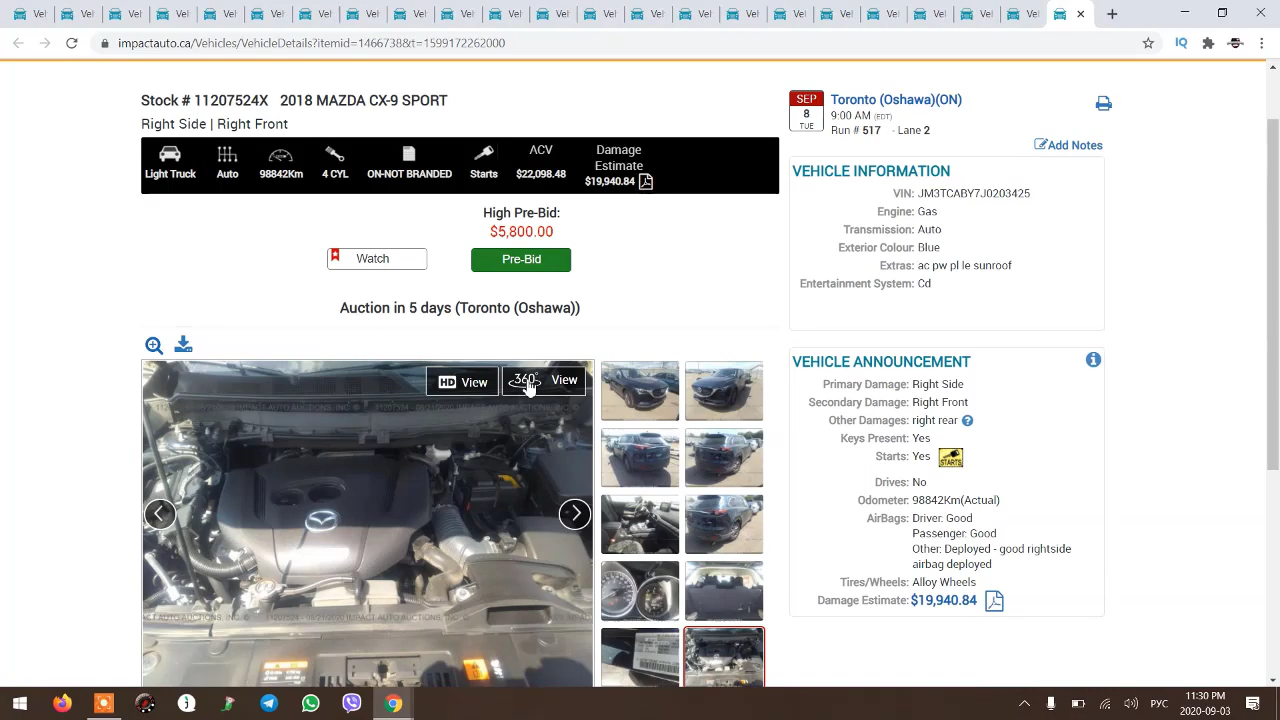 impactauto.ca/Vehicles/VehicleDetails?itemid=1466738&t=1599172262000
Stock # 11207524X 2018 MAZDA CX-9 SPORT
Right Side | Right Front
Light Truck
Auto
98842Km
4 CYL
ON-NOT BRANDED
Starts
ACV
$22,098.48
Damage
Estimate
$19,940.84
High Pre-Bid:
$5,800.00
Watch
Pre-Bid
Auction in 5 days (Toronto (Oshawa))
HD View
360° View
SEP
8
TUE
Toronto (Oshawa)(ON)
9:00 AM (EDT)
Run # 517 - Lane 2
Add Notes
VEHICLE INFORMATION
VIN: JM3TCABY7J0203425
Engine: Gas
Transmission: Auto
Exterior Colour: Blue
Extras: ac pw pl le sunroof
Entertainment System: Cd
VEHICLE ANNOUNCEMENT
Primary Damage: Right Side
Secondary Damage: Right Front
Other Damages: right rear
Keys Present: Yes
Starts: Yes STARTS
Drives: No
Odometer: 98842Km(Actual)
AirBags: Driver: Good
Passenger: Good
Other: Deployed - good rightside
airbag deployed
Tires/Wheels: Alloy Wheels
Damage Estimate: $19,940.84
РУС
11:30 PM
2020-09-03